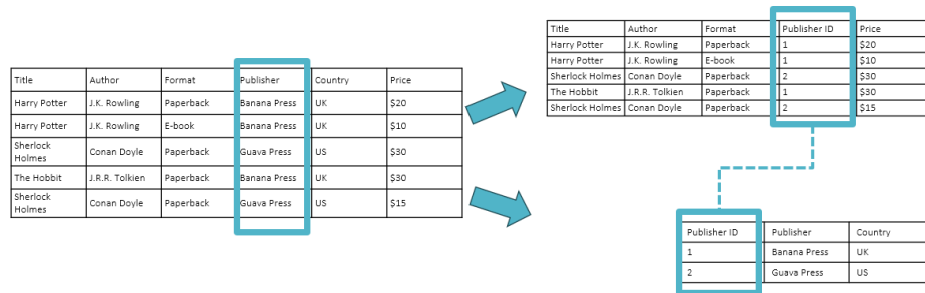 Title Author Format Publisher Country Price
Harry Potter J.K. Rowling Paperback Banana Press UK $20
Harry Potter J.K. Rowling E-book Banana Press UK $10
Sherlock Holmes Conan Doyle Paperback Guava Press US $30
The Hobbit J.R.R. Tolkien Paperback Banana Press UK $30
Sherlock Holmes Conan Doyle Paperback Guava Press US $15
Title Author Format Publisher ID Price
Harry Potter J.K. Rowling Paperback 1 $20
Harry Potter J.K. Rowling E-book 1 $10
Sherlock Holmes Conan Doyle Paperback 2 $30
The Hobbit J.R.R. Tolkien Paperback 1 $30
Sherlock Holmes Conan Doyle Paperback 2 $15
Publisher ID Publisher Country
1 Banana Press UK
2 Guava Press US